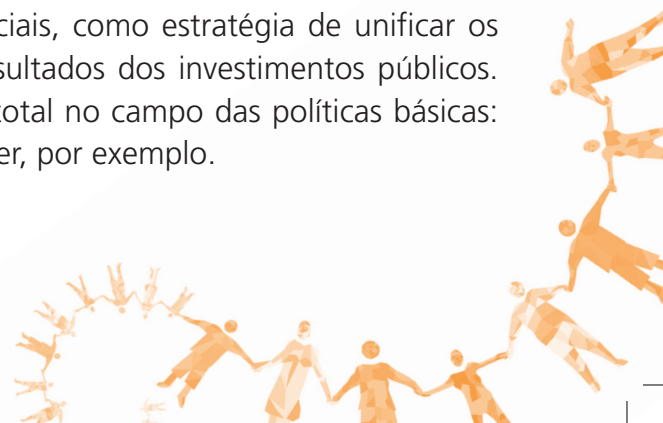 ciais, como estratégia de unificar os
sultados dos investimentos públicos.
total no campo das políticas básicas:
er, por exemplo.